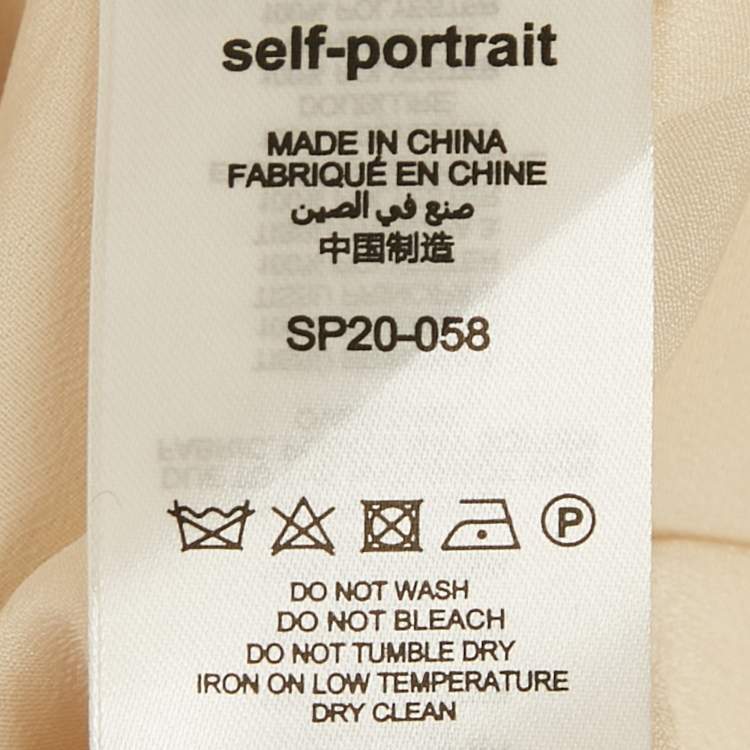 self-portrait
MADE IN CHINA
FABRIQUÉ EN CHINE
صنع في الصين
中国制造
SP20-058
P
DO NOT WASH
DO NOT BLEACH
DO NOT TUMBLE DRY
IRON ON LOW TEMPERATURE
DRY CLEAN